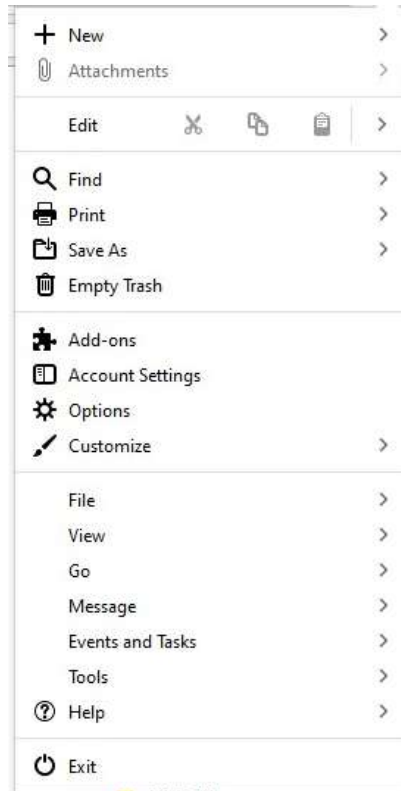 New
Attachments
Edit
Find
Print
Save As
Empty Trash
Add-ons
Account Settings
Options
Customize
File
View
Go
Message
Events and Tasks
Tools
Help
Exit